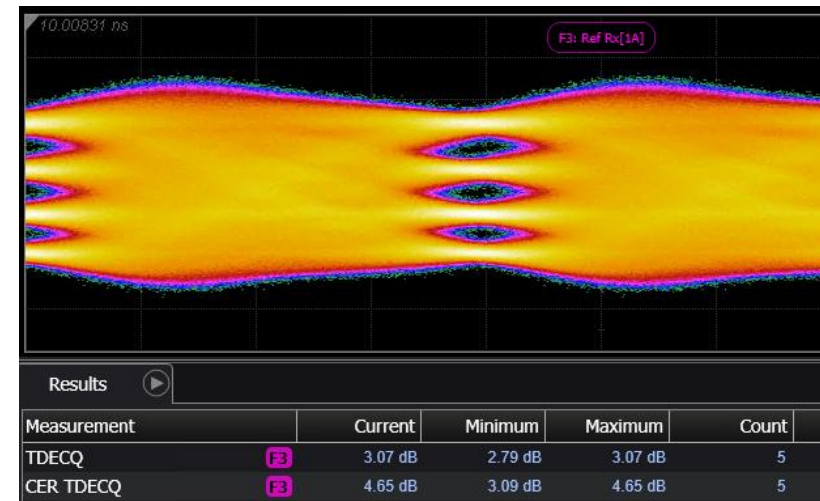 10.00831 ns
F3: Ref Rx[1A]
Results
Measurement Current Minimum Maximum Count
TDECQ F3 3.07 dB 2.79 dB 3.07 dB 5
CER TDECQ F3 4.65 dB 3.09 dB 4.65 dB 5